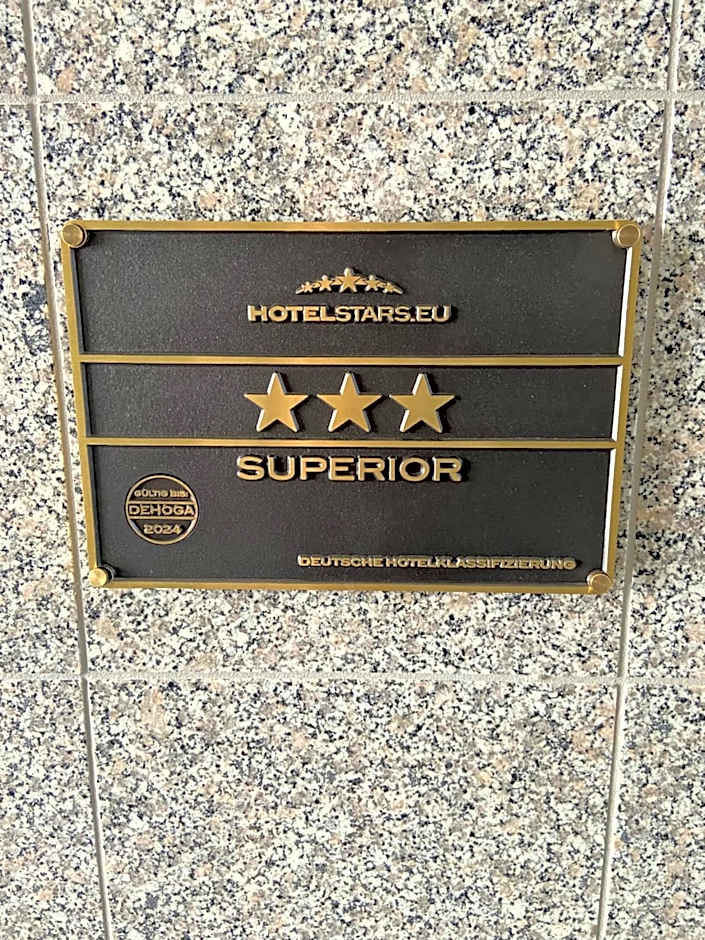 HOTELSTARS.EU
SUPERIOR
GÜLTIG BIS:
DEHOGA
2024
DEUTSCHE HOTELKLASSIFIZIERUNG